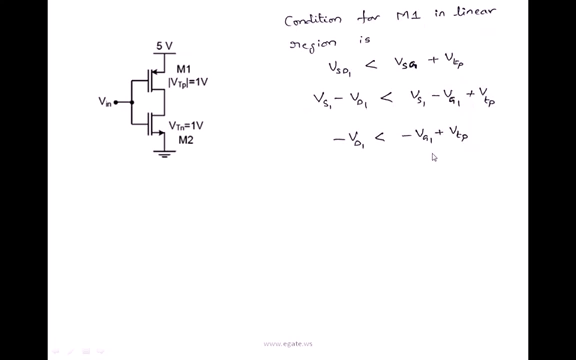 Condition for M1 in linear
region is
V_SD1 < V_SG + V_tp
V_S1 - V_D1 < V_S1 - V_G1 + V_tp
- V_D1 < - V_G1 + V_tp
5 V
M1
|V_Tp|=1V
V_in
V_Tn=1V
M2
www.egate.ws